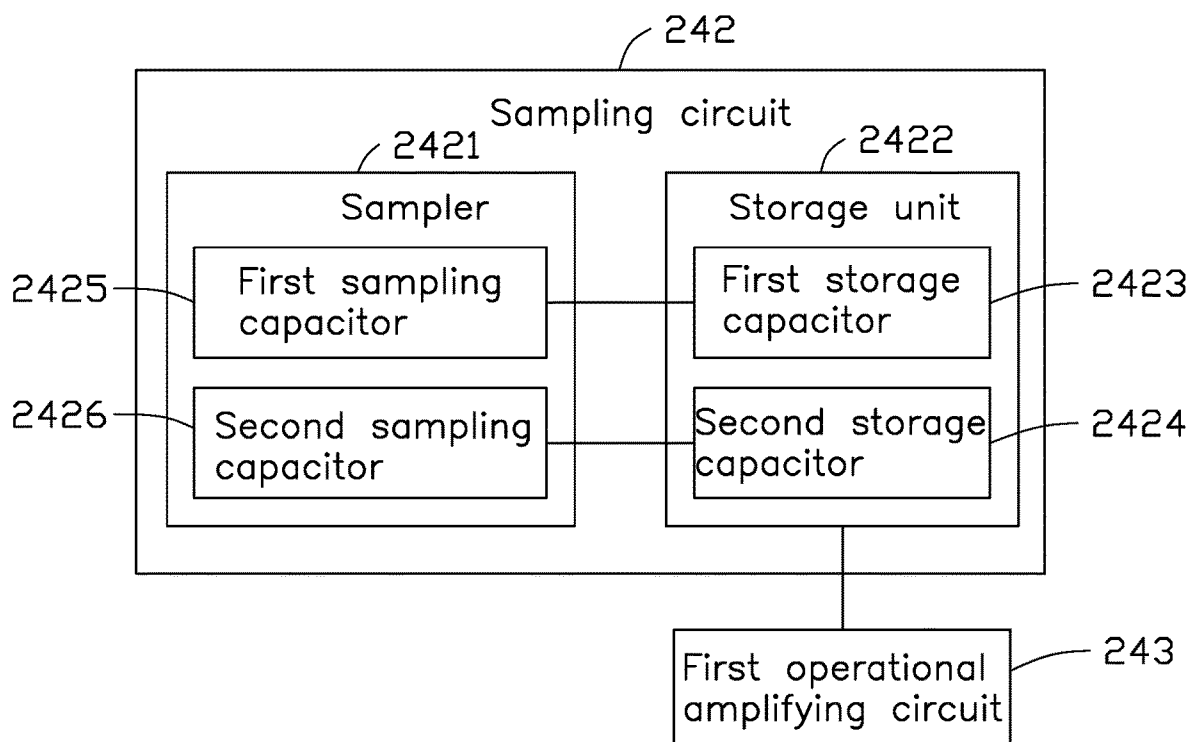 242
Sampling circuit
2421
2422
Sampler
Storage unit
2425
First sampling
capacitor
First storage
capacitor
2423
2426
Second sampling
capacitor
Second storage
capacitor
2424
First operational
amplifying circuit
243